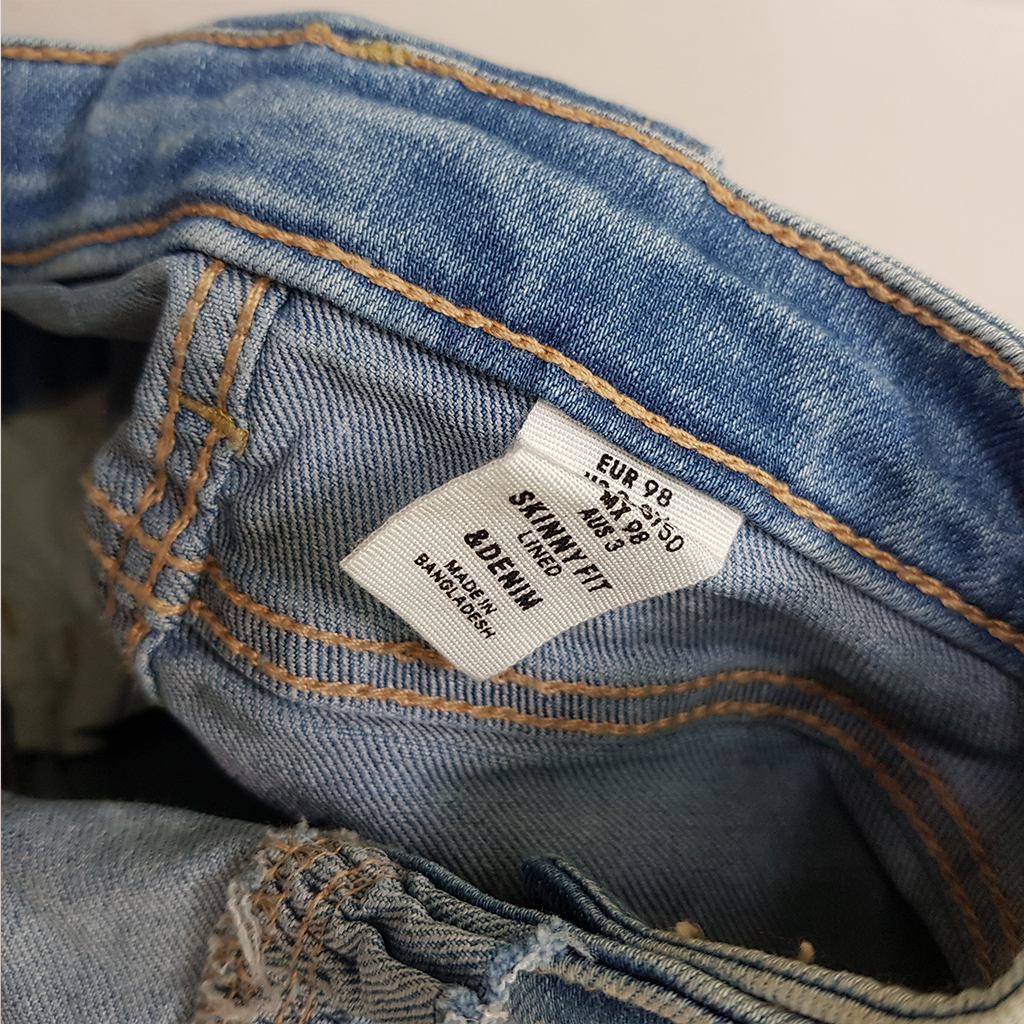 EUR 98
MX 98
AUS 3
SKINNY FIT
LINED
&DENIM
MADE IN
BANGLADESH